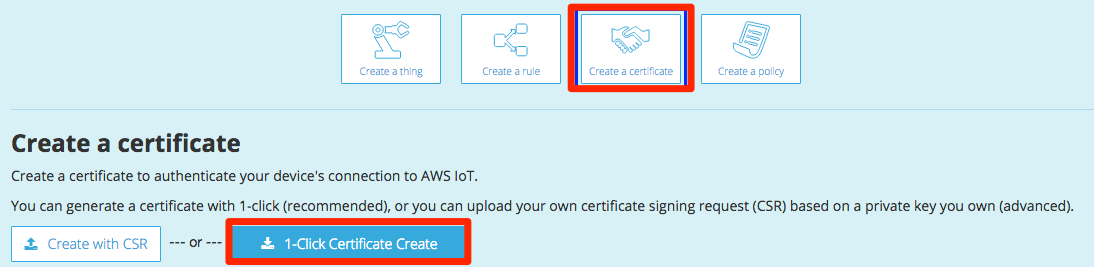 Create a thing
Create a rule
Create a certificate
Create a policy
Create a certificate
Create a certificate to authenticate your device's connection to AWS IoT.
You can generate a certificate with 1-click (recommended), or you can upload your own certificate signing request (CSR) based on a private key you own (advanced).
Create with CSR --- or --- 1-Click Certificate Create